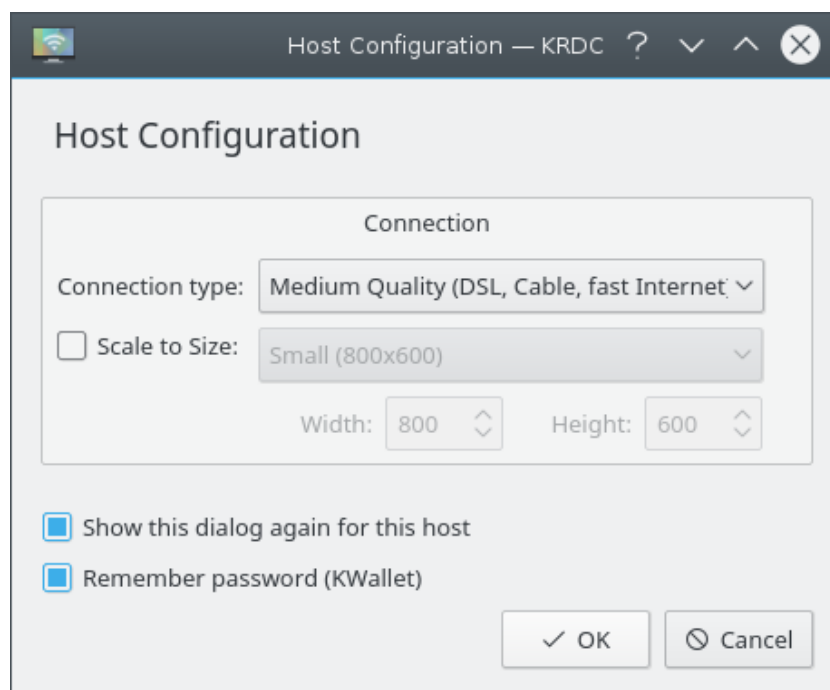 Host Configuration — KRDC ?
Host Configuration
Connection
Connection type: Medium Quality (DSL, Cable, fast Internet)
Scale to Size: Small (800x600)
Width: 800 Height: 600
Show this dialog again for this host
Remember password (KWallet)
OK Cancel